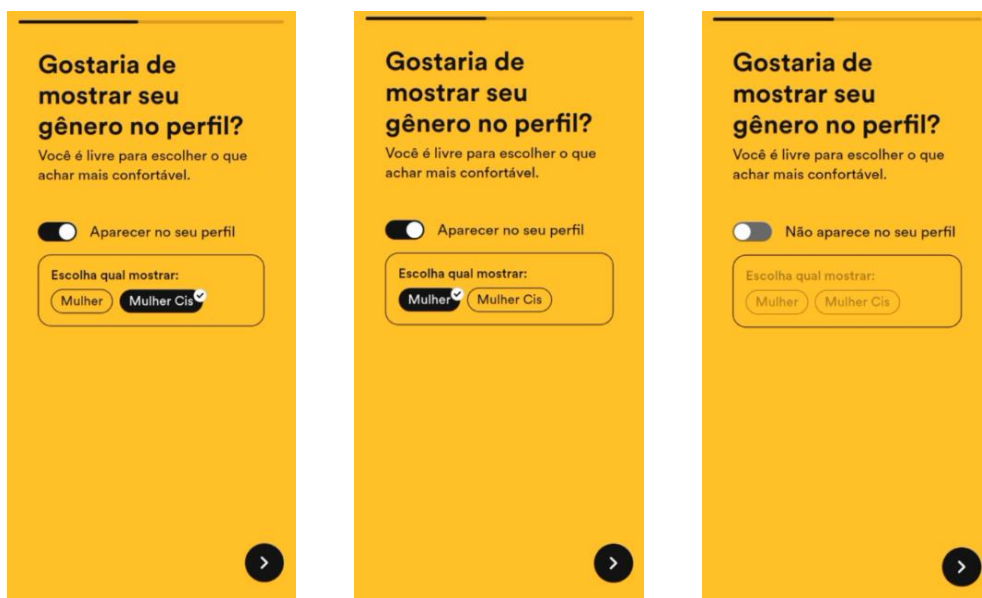 Gostaria de
mostrar seu
gênero no perfil?
Você é livre para escolher o que
achar mais confortável.
Aparecer no seu perfil
Escolha qual mostrar:
Mulher Mulher Cis
Gostaria de
mostrar seu
gênero no perfil?
Você é livre para escolher o que
achar mais confortável.
Aparecer no seu perfil
Escolha qual mostrar:
Mulher Mulher Cis
Gostaria de
mostrar seu
gênero no perfil?
Você é livre para escolher o que
achar mais confortável.
Não aparece no seu perfil
Escolha qual mostrar:
Mulher Mulher Cis